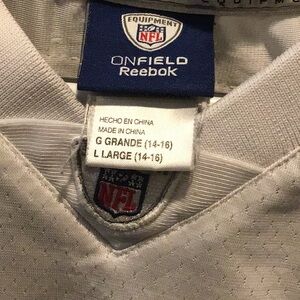 EQUIPMENT
NFL
ONFIELD
Reebok
HECHO EN CHINA
MADE IN CHINA
G GRANDE (14-16)
L LARGE (14-16)
NFL